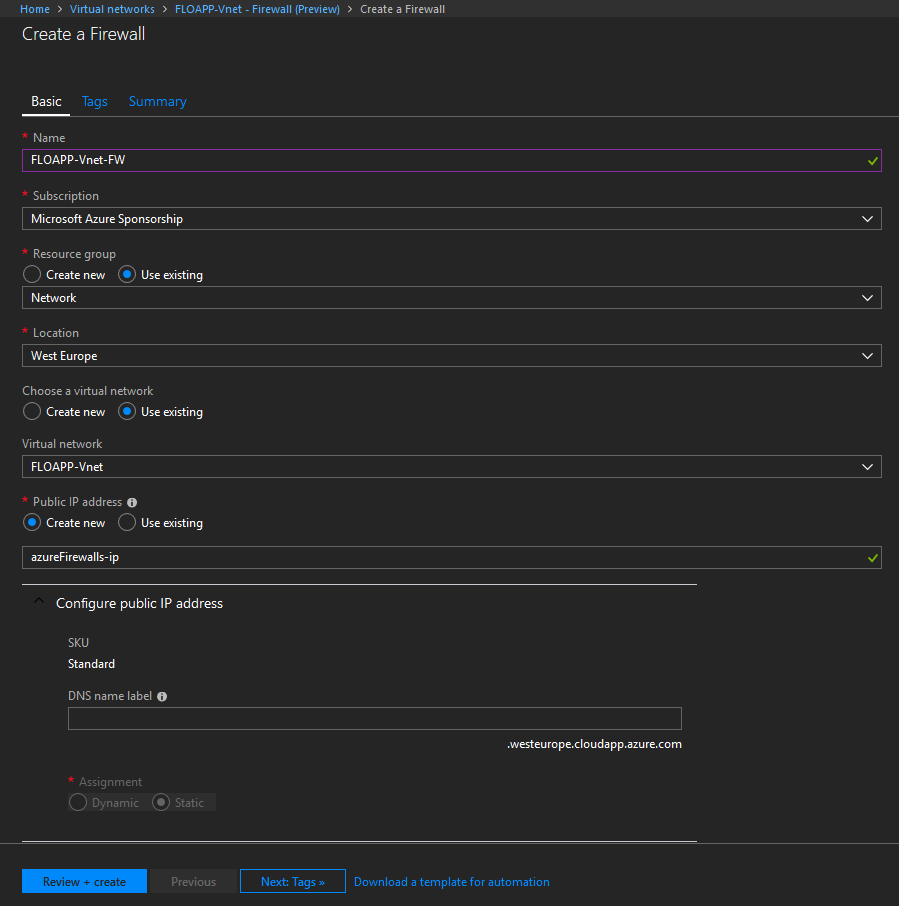 Home > Virtual networks > FLOAPP-Vnet - Firewall (Preview) > Create a Firewall
Create a Firewall
Basic Tags Summary
* Name
FLOAPP-Vnet-FW
* Subscription
Microsoft Azure Sponsorship
* Resource group
Create new Use existing
Network
* Location
West Europe
Choose a virtual network
Create new Use existing
Virtual network
FLOAPP-Vnet
* Public IP address
Create new Use existing
azureFirewalls-ip
Configure public IP address
SKU
Standard
DNS name label
.westeurope.cloudapp.azure.com
* Assignment
Dynamic Static
Review + create Previous Next: Tags » Download a template for automation